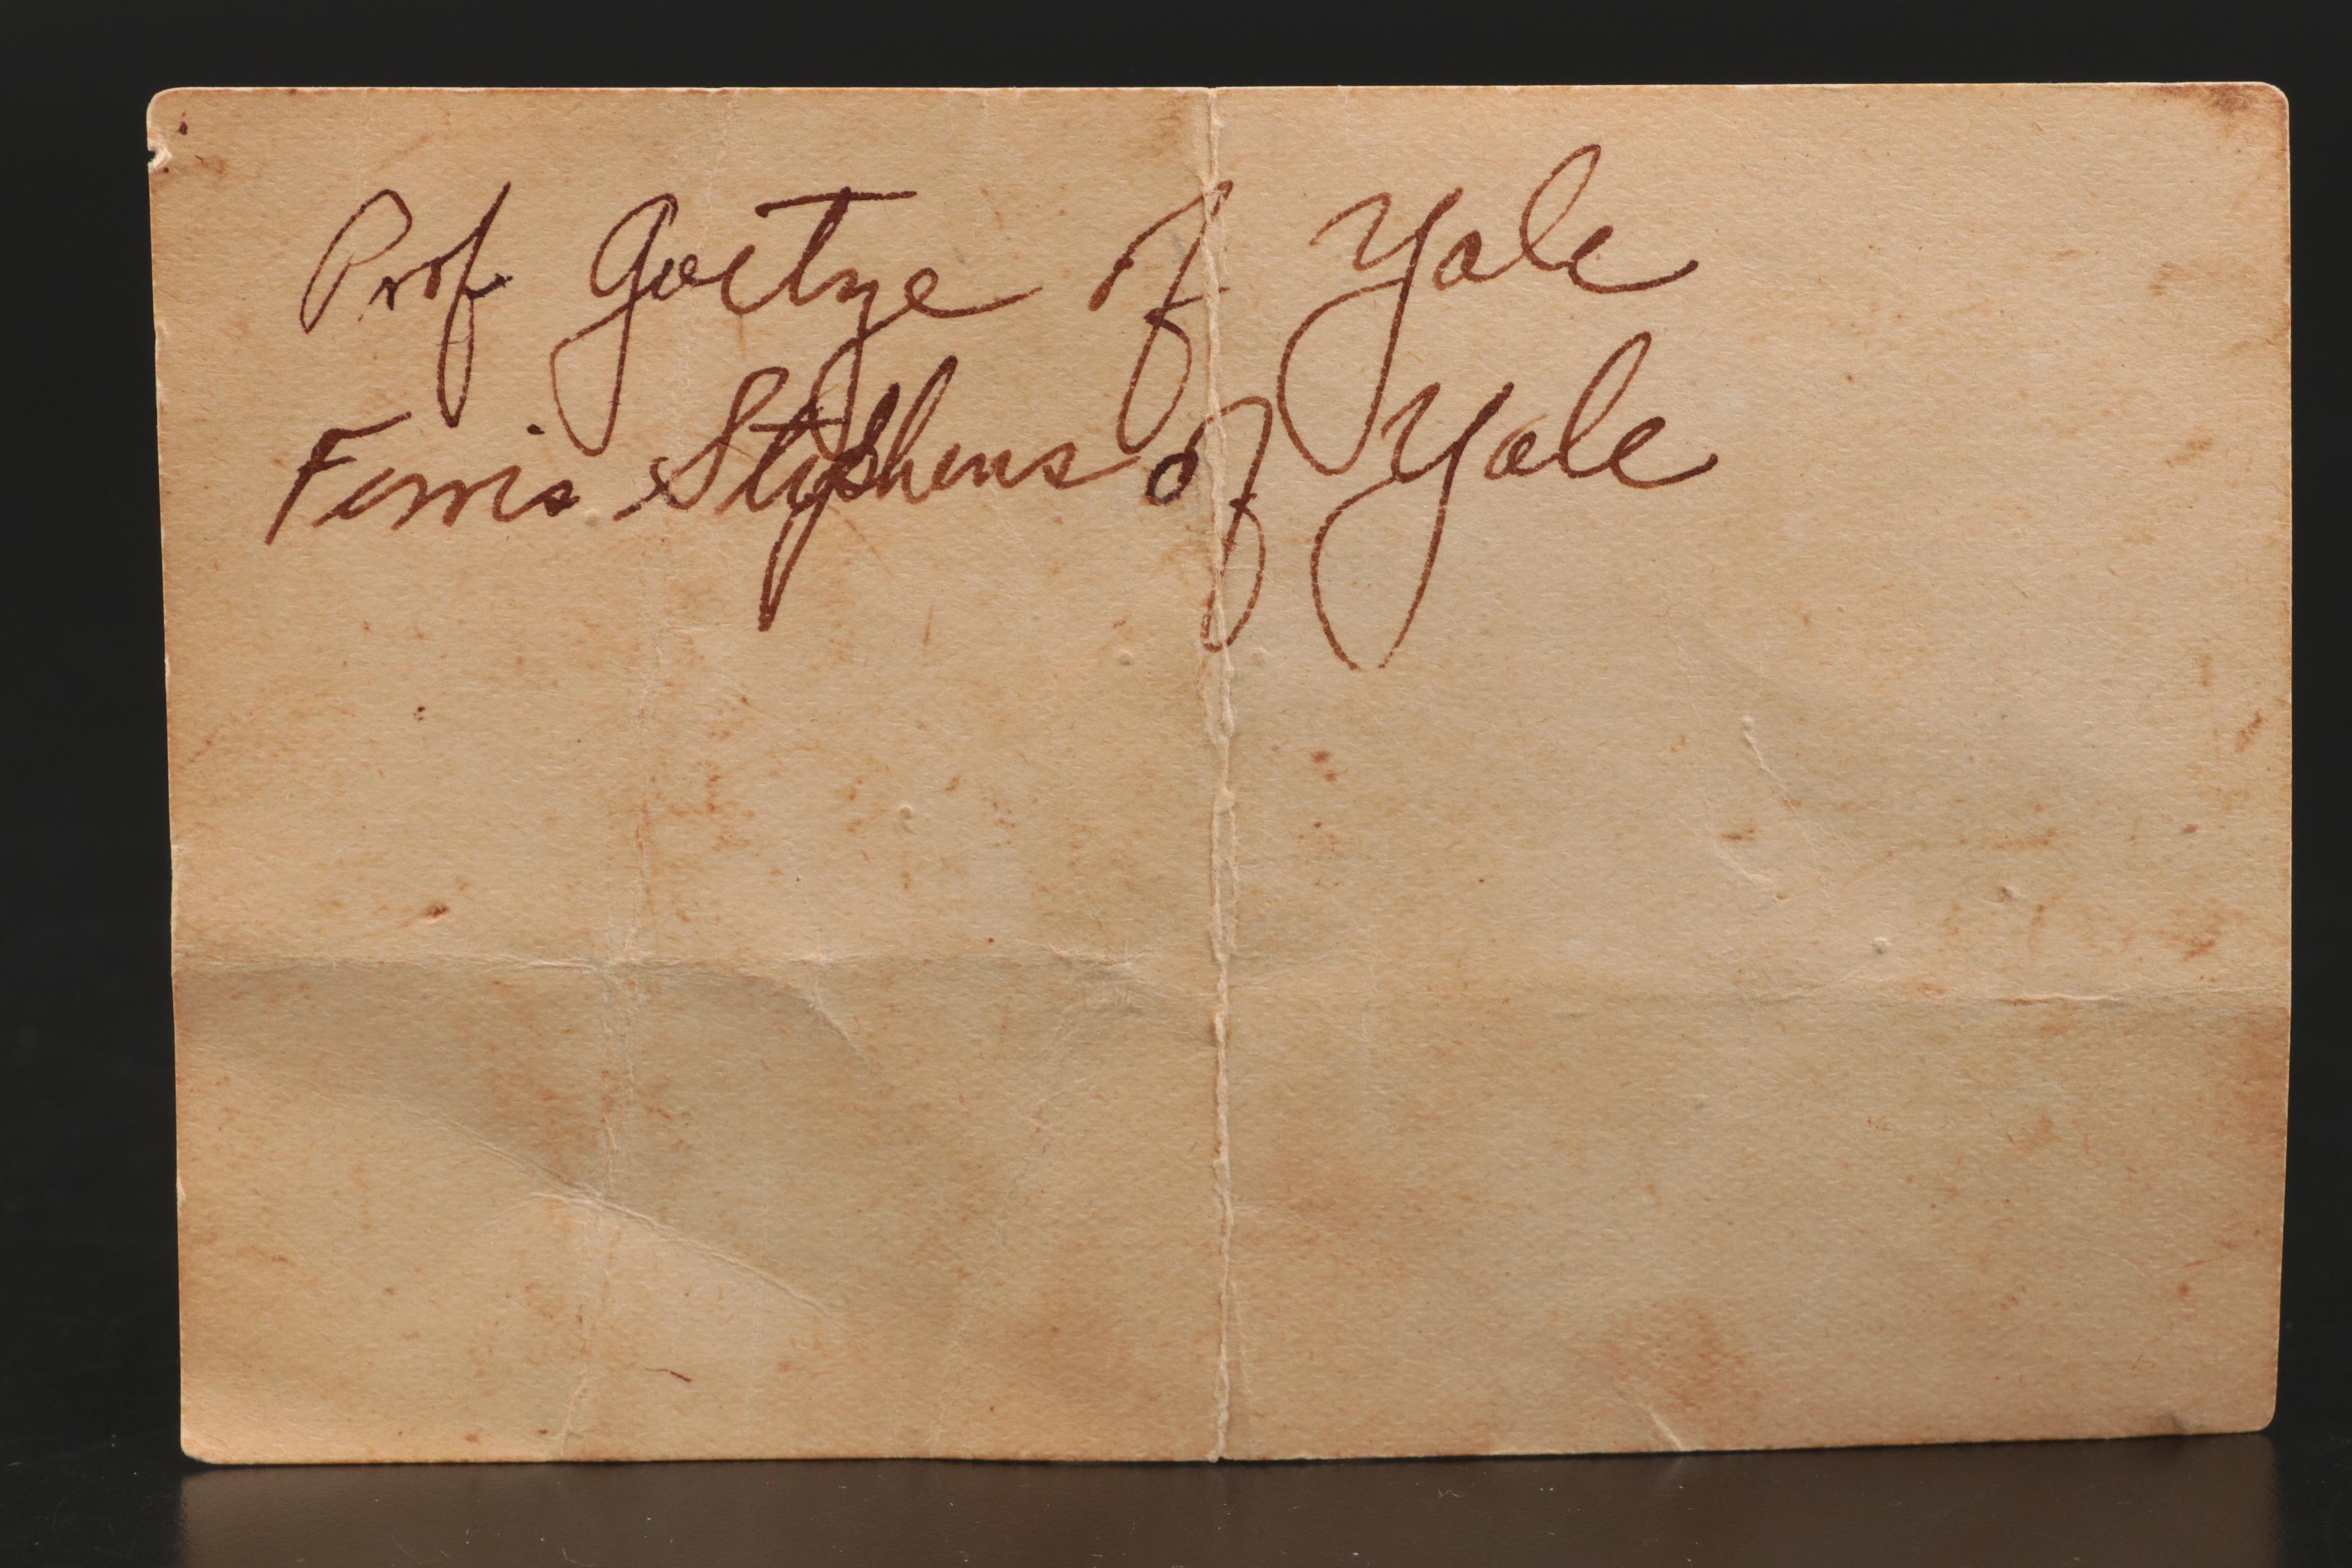 Prof Goetze of Yale
Ferris Stephens of Yale